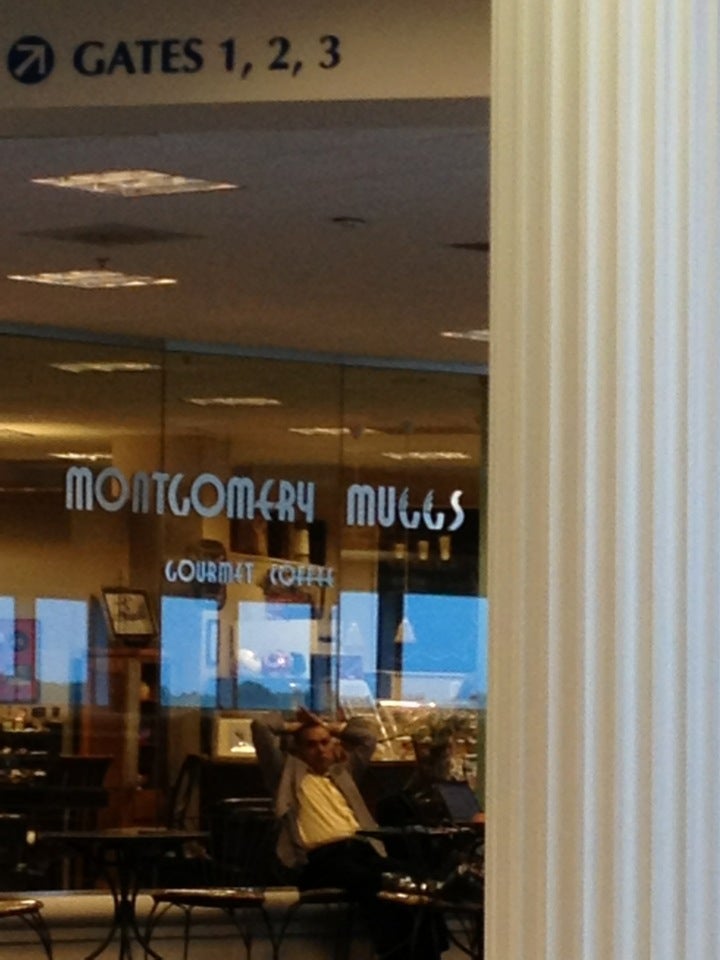 GATES 1, 2, 3
MONTGOMERY MUGGS
GOURMET COFFEE